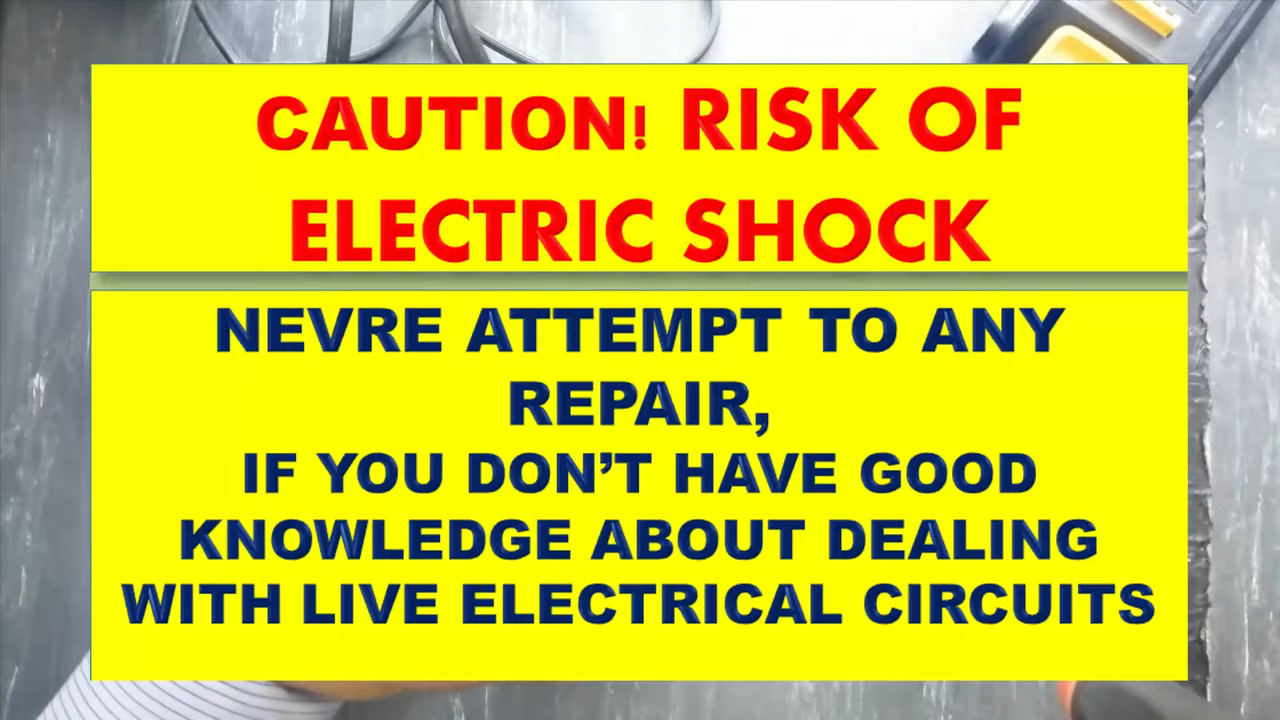 CAUTION! RISK OF
ELECTRIC SHOCK
NEVRE ATTEMPT TO ANY
REPAIR,
IF YOU DON’T HAVE GOOD
KNOWLEDGE ABOUT DEALING
WITH LIVE ELECTRICAL CIRCUITS